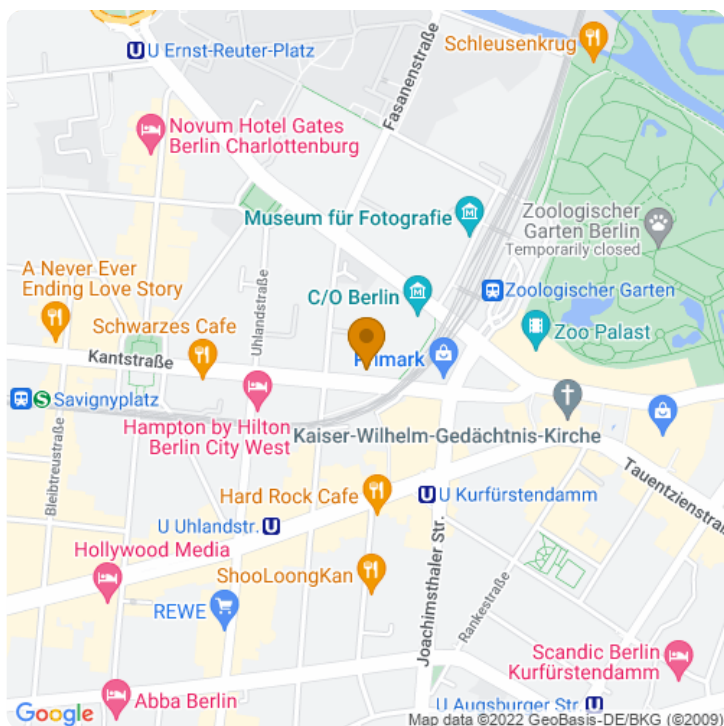 U Ernst-Reuter-Platz
Schleusenkrug
Fasanenstraße
Novum Hotel Gates
Berlin Charlottenburg
Museum für Fotografie
Zoologischer
Garten Berlin
Temporarily closed
A Never Ever
Ending Love Story
C/O Berlin
Zoologischer Garten
Uhlandstraße
Schwarzes Cafe
Zoo Palast
Kantstraße
Primark
S Savignyplatz
Hampton by Hilton
Berlin City West
Kaiser-Wilhelm-Gedächtnis-Kirche
Bleibtreustraße
Tauentzienstraß
Hard Rock Cafe
U U Kurfürstendamm
U Uhlandstr. U
Hollywood Media
ShooLoongKan
Joachimsthaler Str.
Rankestraße
REWE
Scandic Berlin
Kurfürstendamm
Abba Berlin
U Augsburger Str. U
Google
Map data ©2022 GeoBasis-DE/BKG (©2009)